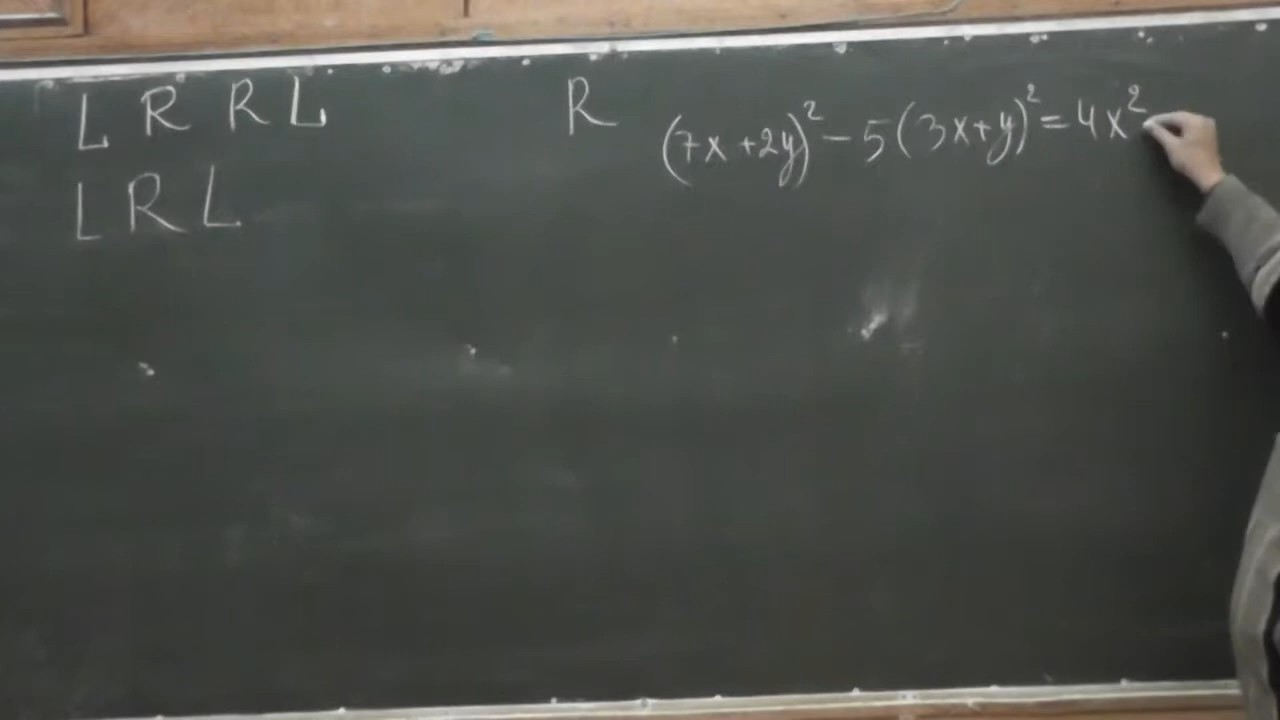 L R R L
L R L
R
(7x+2y)² – 5(3x+y)² = 4x²